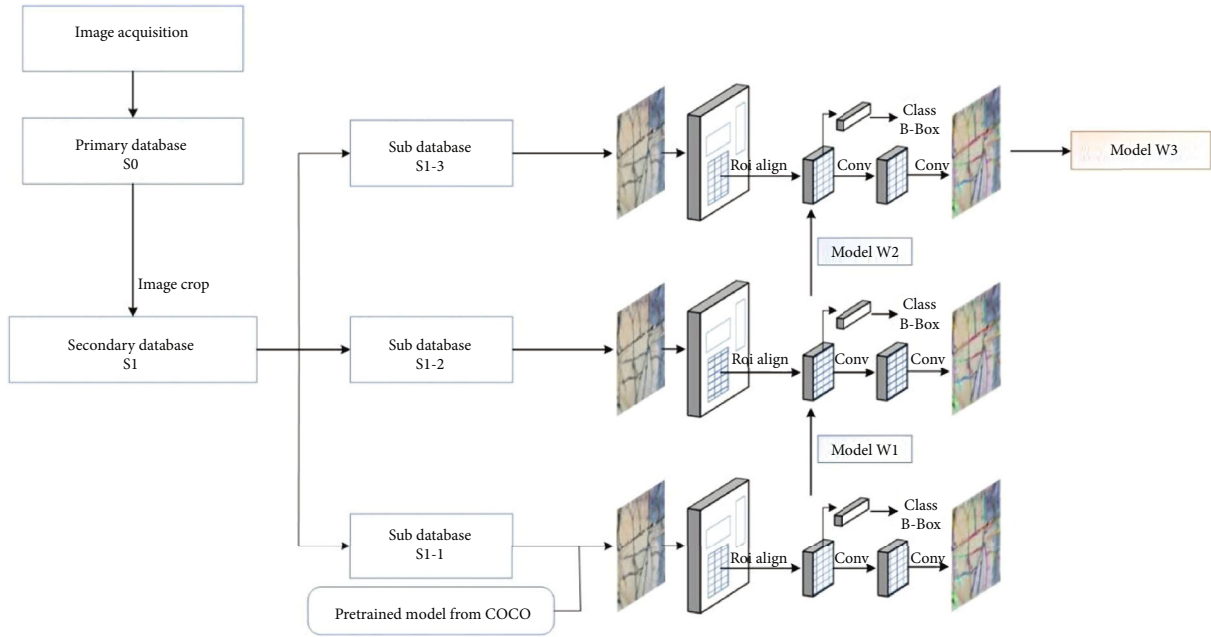 Image acquisition
Primary database
S0
Image crop
Secondary database
S1
Sub database
S1-3
Roi align
Conv
Conv
Class
B-Box
Model W3
Model W2
Sub database
S1-2
Roi align
Conv
Conv
Class
B-Box
Model W1
Sub database
S1-1
Pretrained model from COCO
Roi align
Conv
Conv
Class
B-Box